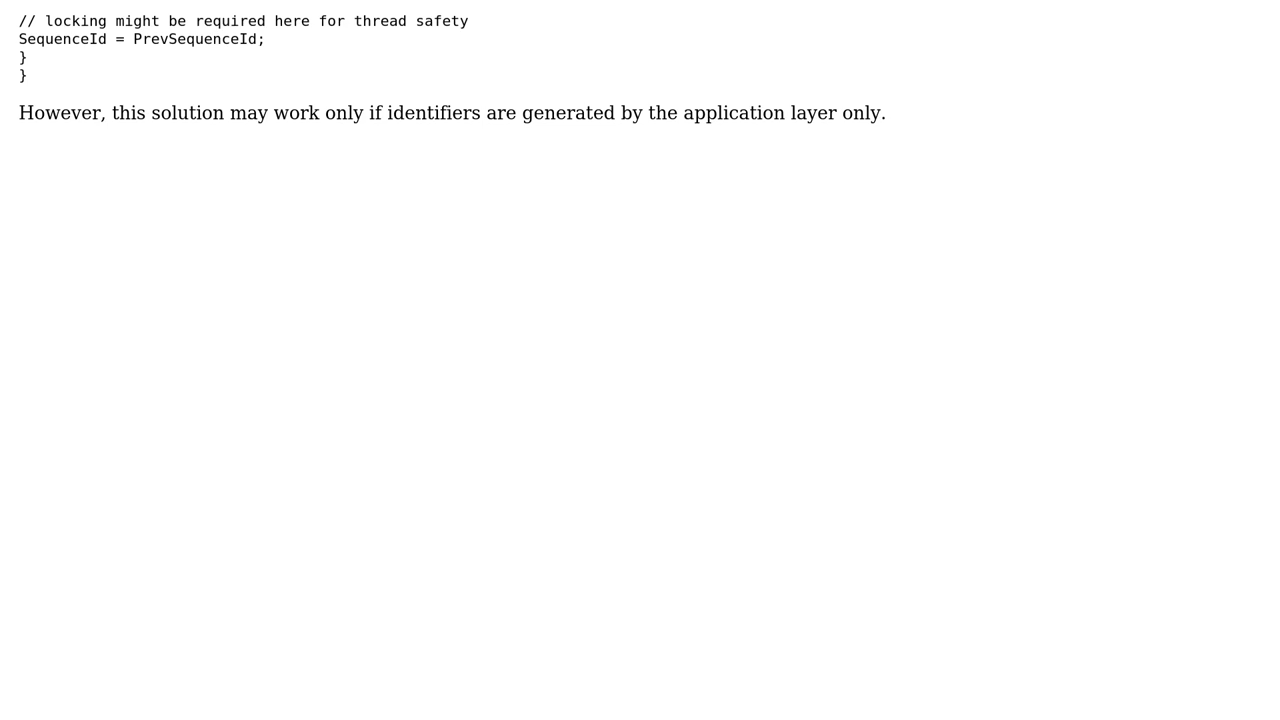 // locking might be required here for thread safety
SequenceId = PrevSequenceId;
}
}
However, this solution may work only if identifiers are generated by the application layer only.